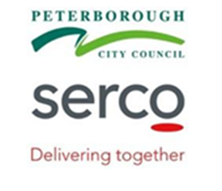 PETERBOROUGH
CITY COUNCIL
serco
Delivering together